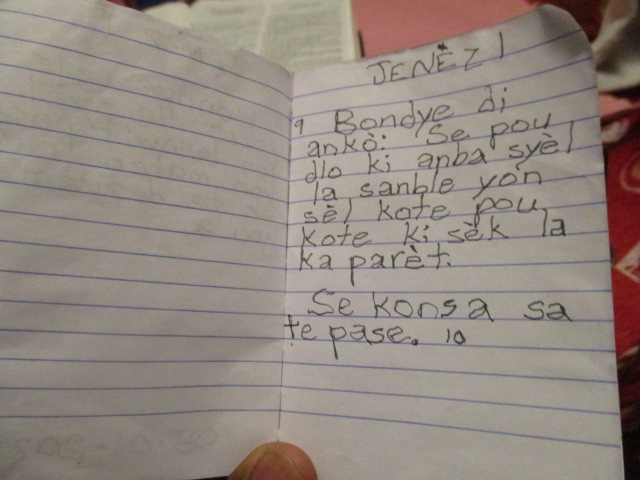 JENÈZ 1
9 Bondye di
ankò: Se pou
dlo ki anba syèl
la sanble yon
sèl kote pou
kote ki sèk la
ka parèt.
Se konsa sa
te pase. 10